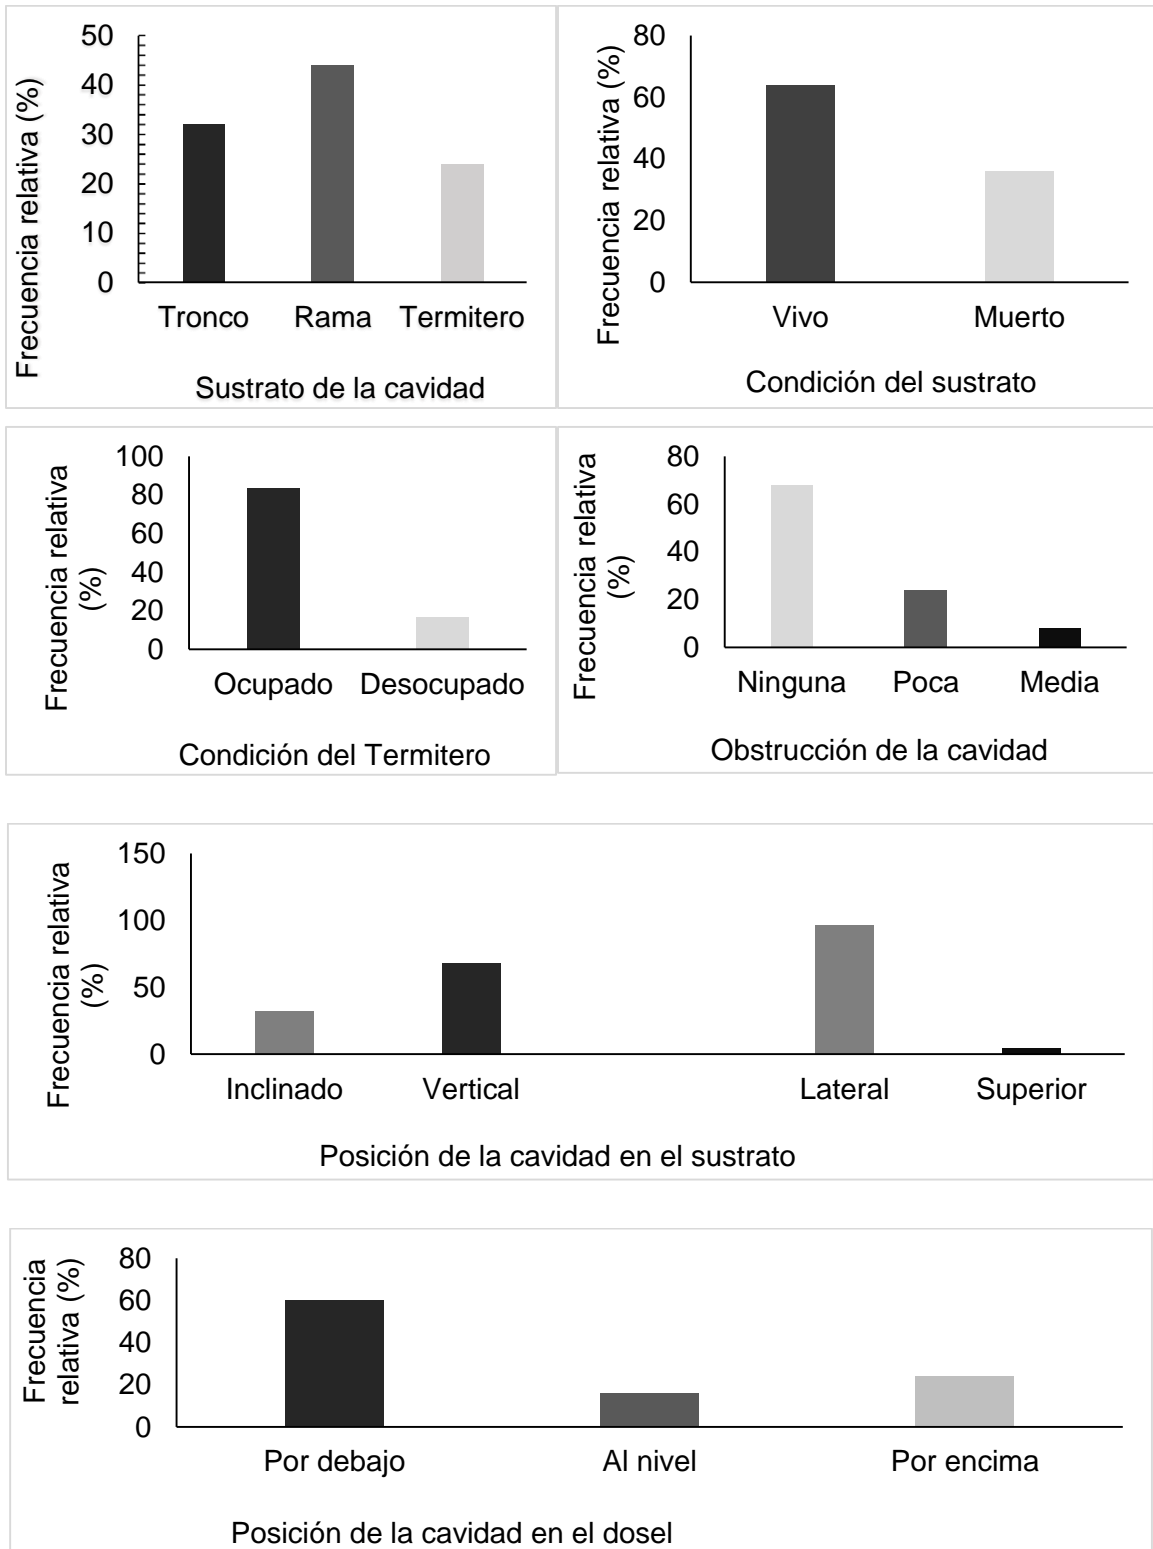 Frecuencia relativa (%)
50
40
30
20
10
0
Tronco Rama Termitero
Sustrato de la cavidad
Frecuencia relativa (%)
80
60
40
20
0
Vivo Muerto
Condición del sustrato
Frecuencia relativa
(%)
100
80
60
40
20
0
Ocupado Desocupado
Condición del Termitero
Frecuencia relativa
(%)
80
60
40
20
0
Ninguna Poca Media
Obstrucción de la cavidad
Frecuencia relativa
(%)
150
100
50
0
Inclinado Vertical Lateral Superior
Posición de la cavidad en el sustrato
Frecuencia
relativa (%)
80
60
40
20
0
Por debajo Al nivel Por encima
Posición de la cavidad en el dosel